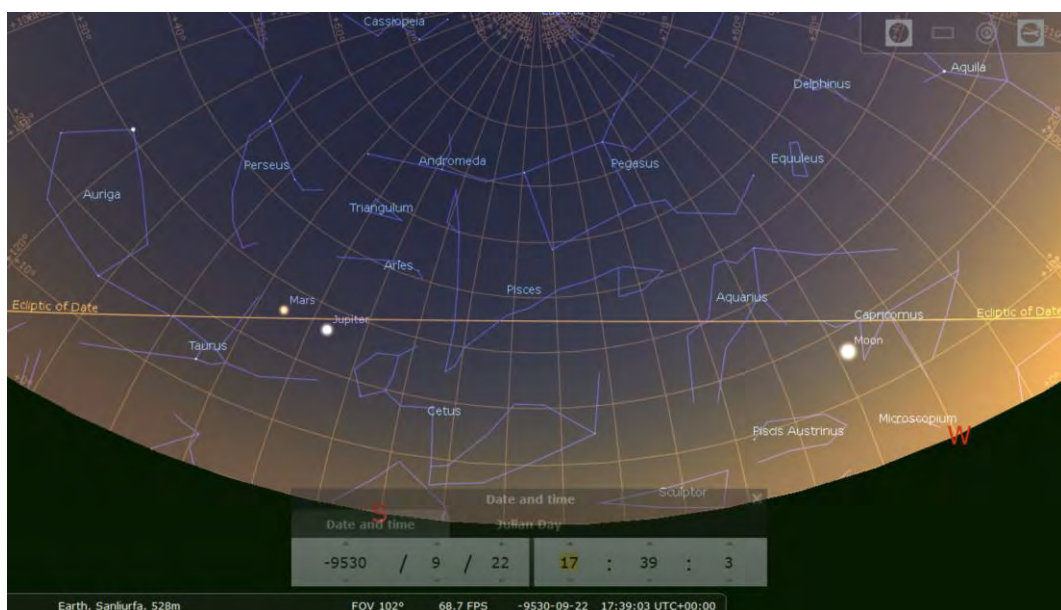 Cassiopeia
Aquila
Delphinus
Perseus
Andromeda
Pegasus
Equuleus
Auriga
Triangulum
Aries
Pisces
Aquarius
Mars
Ecliptic of Date
Jupiter
Capricornus
Ecliptic of Date
Moon
Taurus
Cetus
Microscopium
Piscis Austrinus
W
Sculptor
S
Date and time
×
Date and time Julian Day
-9530 / 9 / 22 17 : 39 : 3
Earth, Sanliurfa, 528m FOV 102° 68.7 FPS -9530-09-22 17:39:03 UTC+00:00